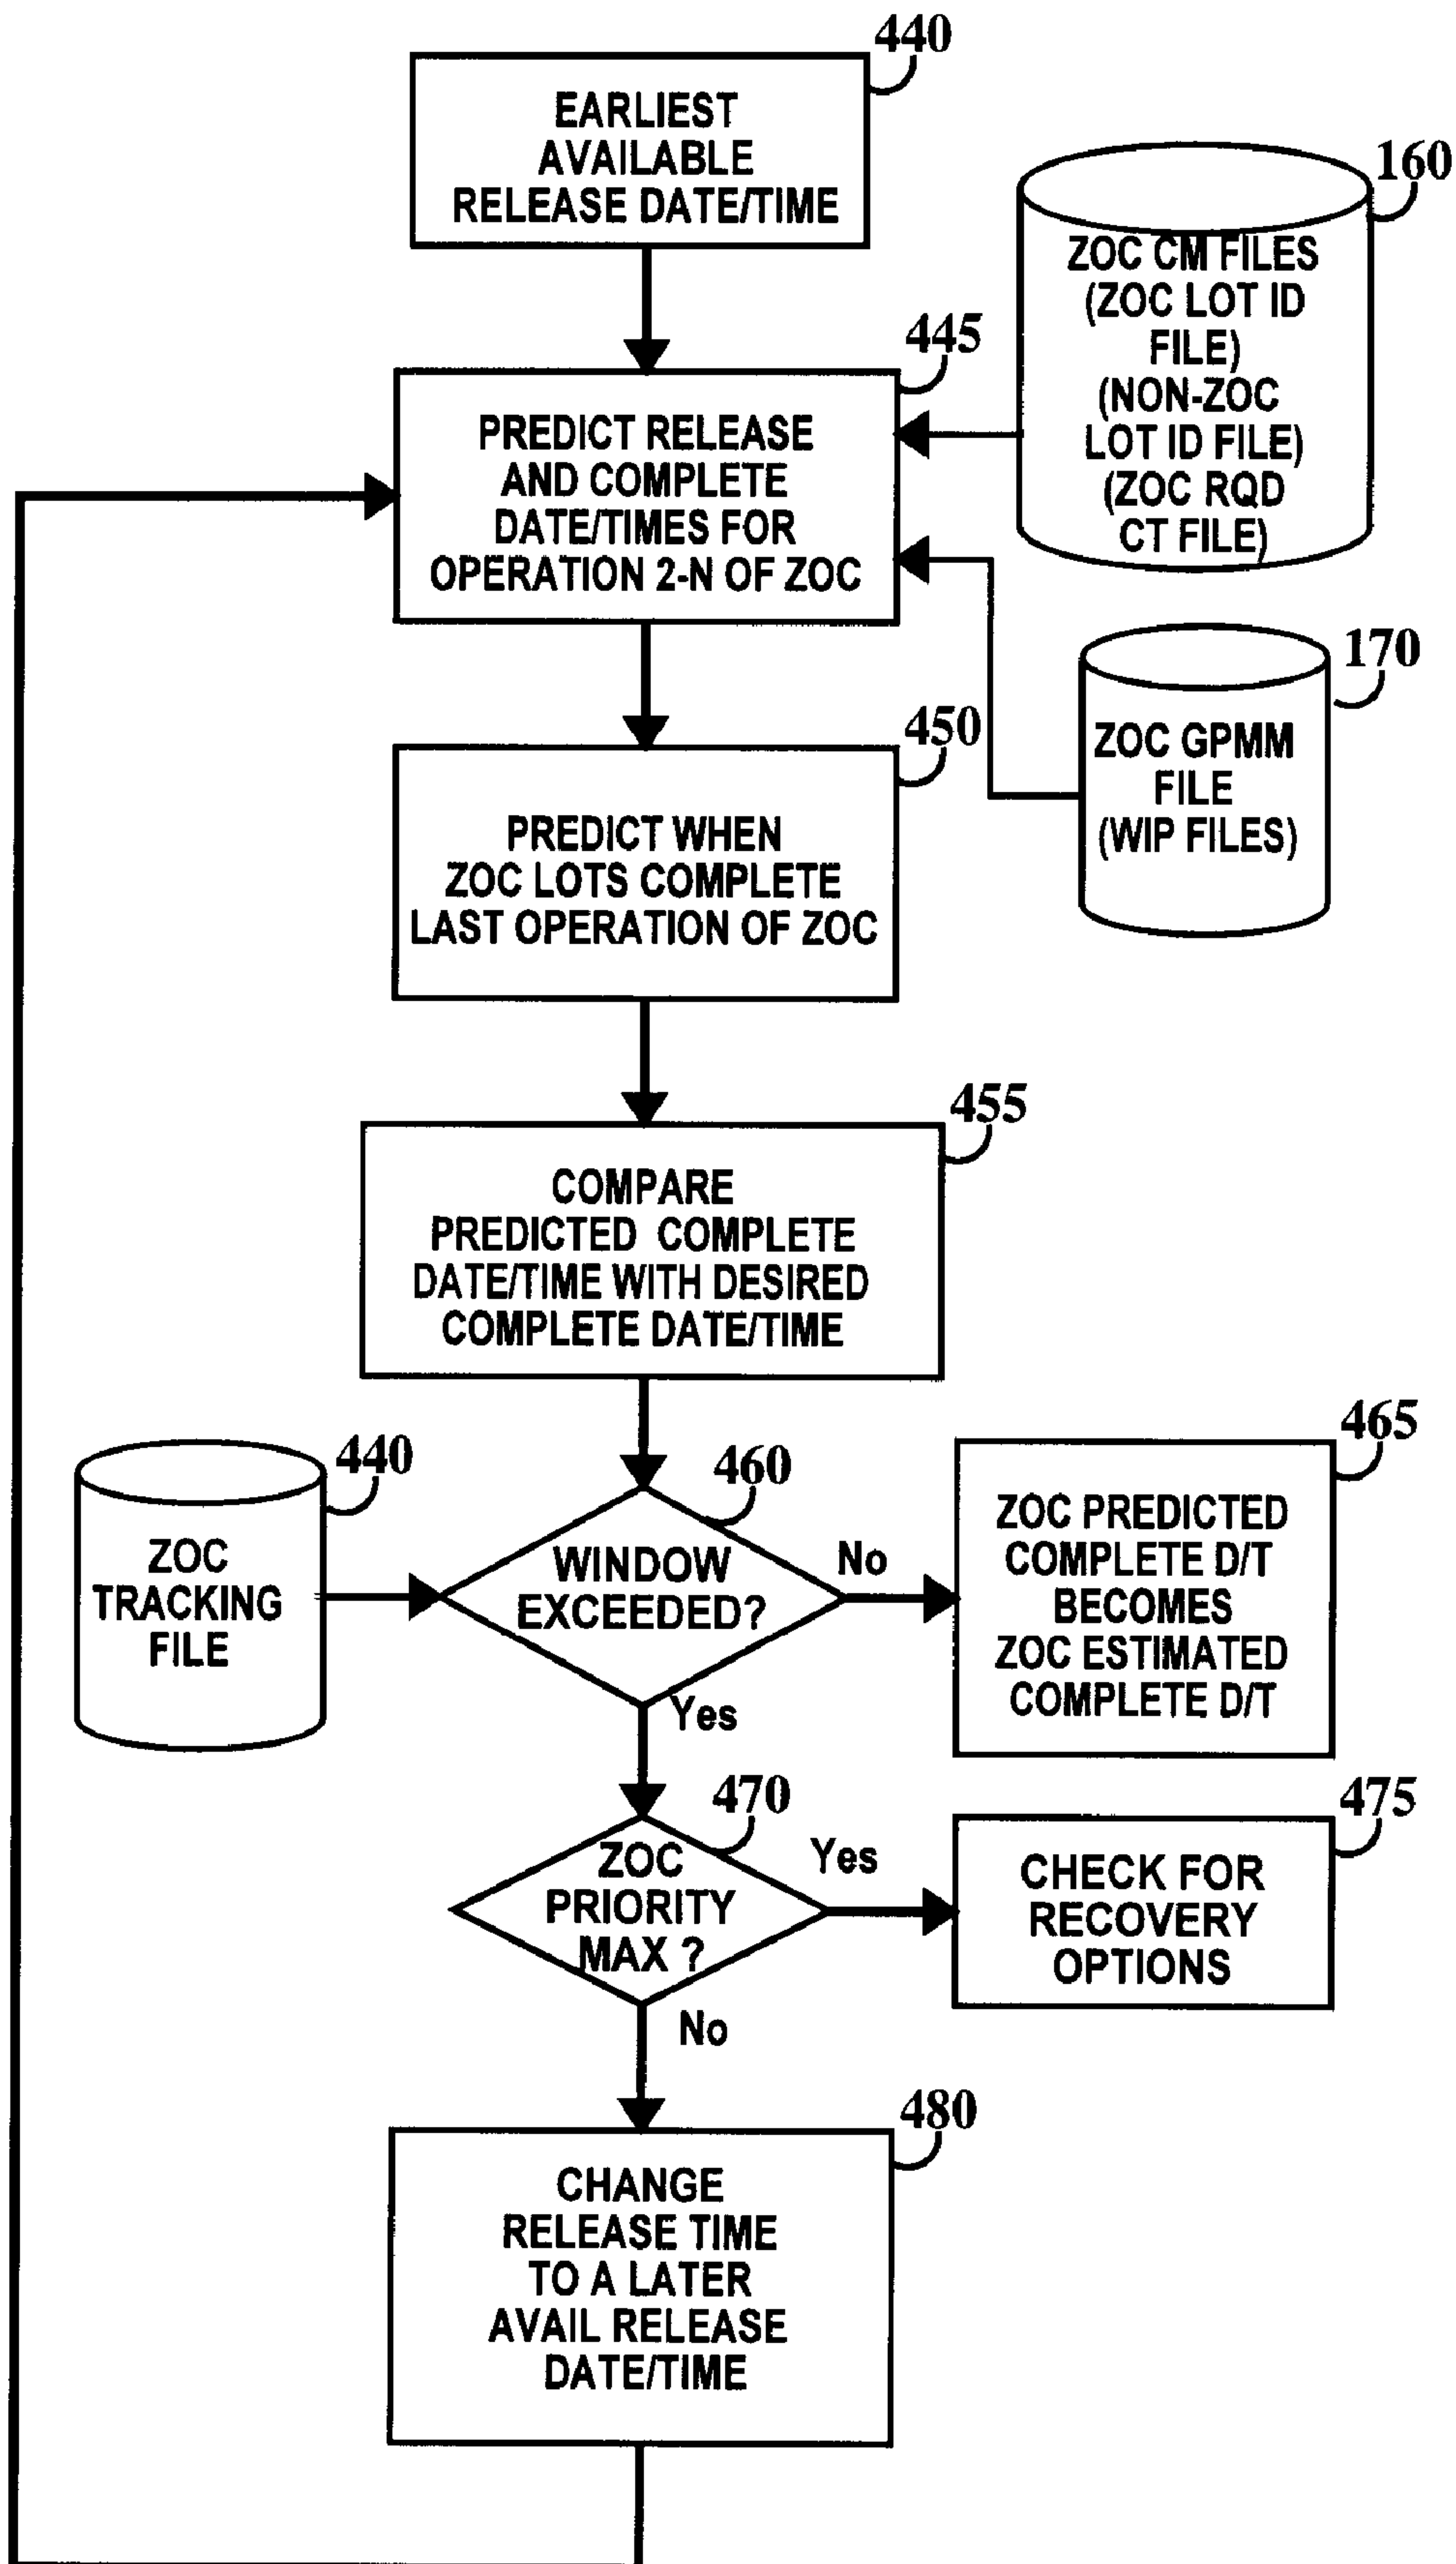 440
EARLIEST
AVAILABLE
RELEASE DATE/TIME
160
ZOC CM FILES
(ZOC LOT ID
FILE)
(NON-ZOC
LOT ID FILE)
(ZOC RQD
CT FILE)
445
PREDICT RELEASE
AND COMPLETE
DATE/TIMES FOR
OPERATION 2-N OF ZOC
170
ZOC GPMM
FILE
(WIP FILES)
450
PREDICT WHEN
ZOC LOTS COMPLETE
LAST OPERATION OF ZOC
455
COMPARE
PREDICTED COMPLETE
DATE/TIME WITH DESIRED
COMPLETE DATE/TIME
440
ZOC
TRACKING
FILE
460
WINDOW
EXCEEDED?
No
Yes
465
ZOC PREDICTED
COMPLETE D/T
BECOMES
ZOC ESTIMATED
COMPLETE D/T
470
ZOC
PRIORITY
MAX ?
Yes
No
475
CHECK FOR
RECOVERY
OPTIONS
480
CHANGE
RELEASE TIME
TO A LATER
AVAIL RELEASE
DATE/TIME